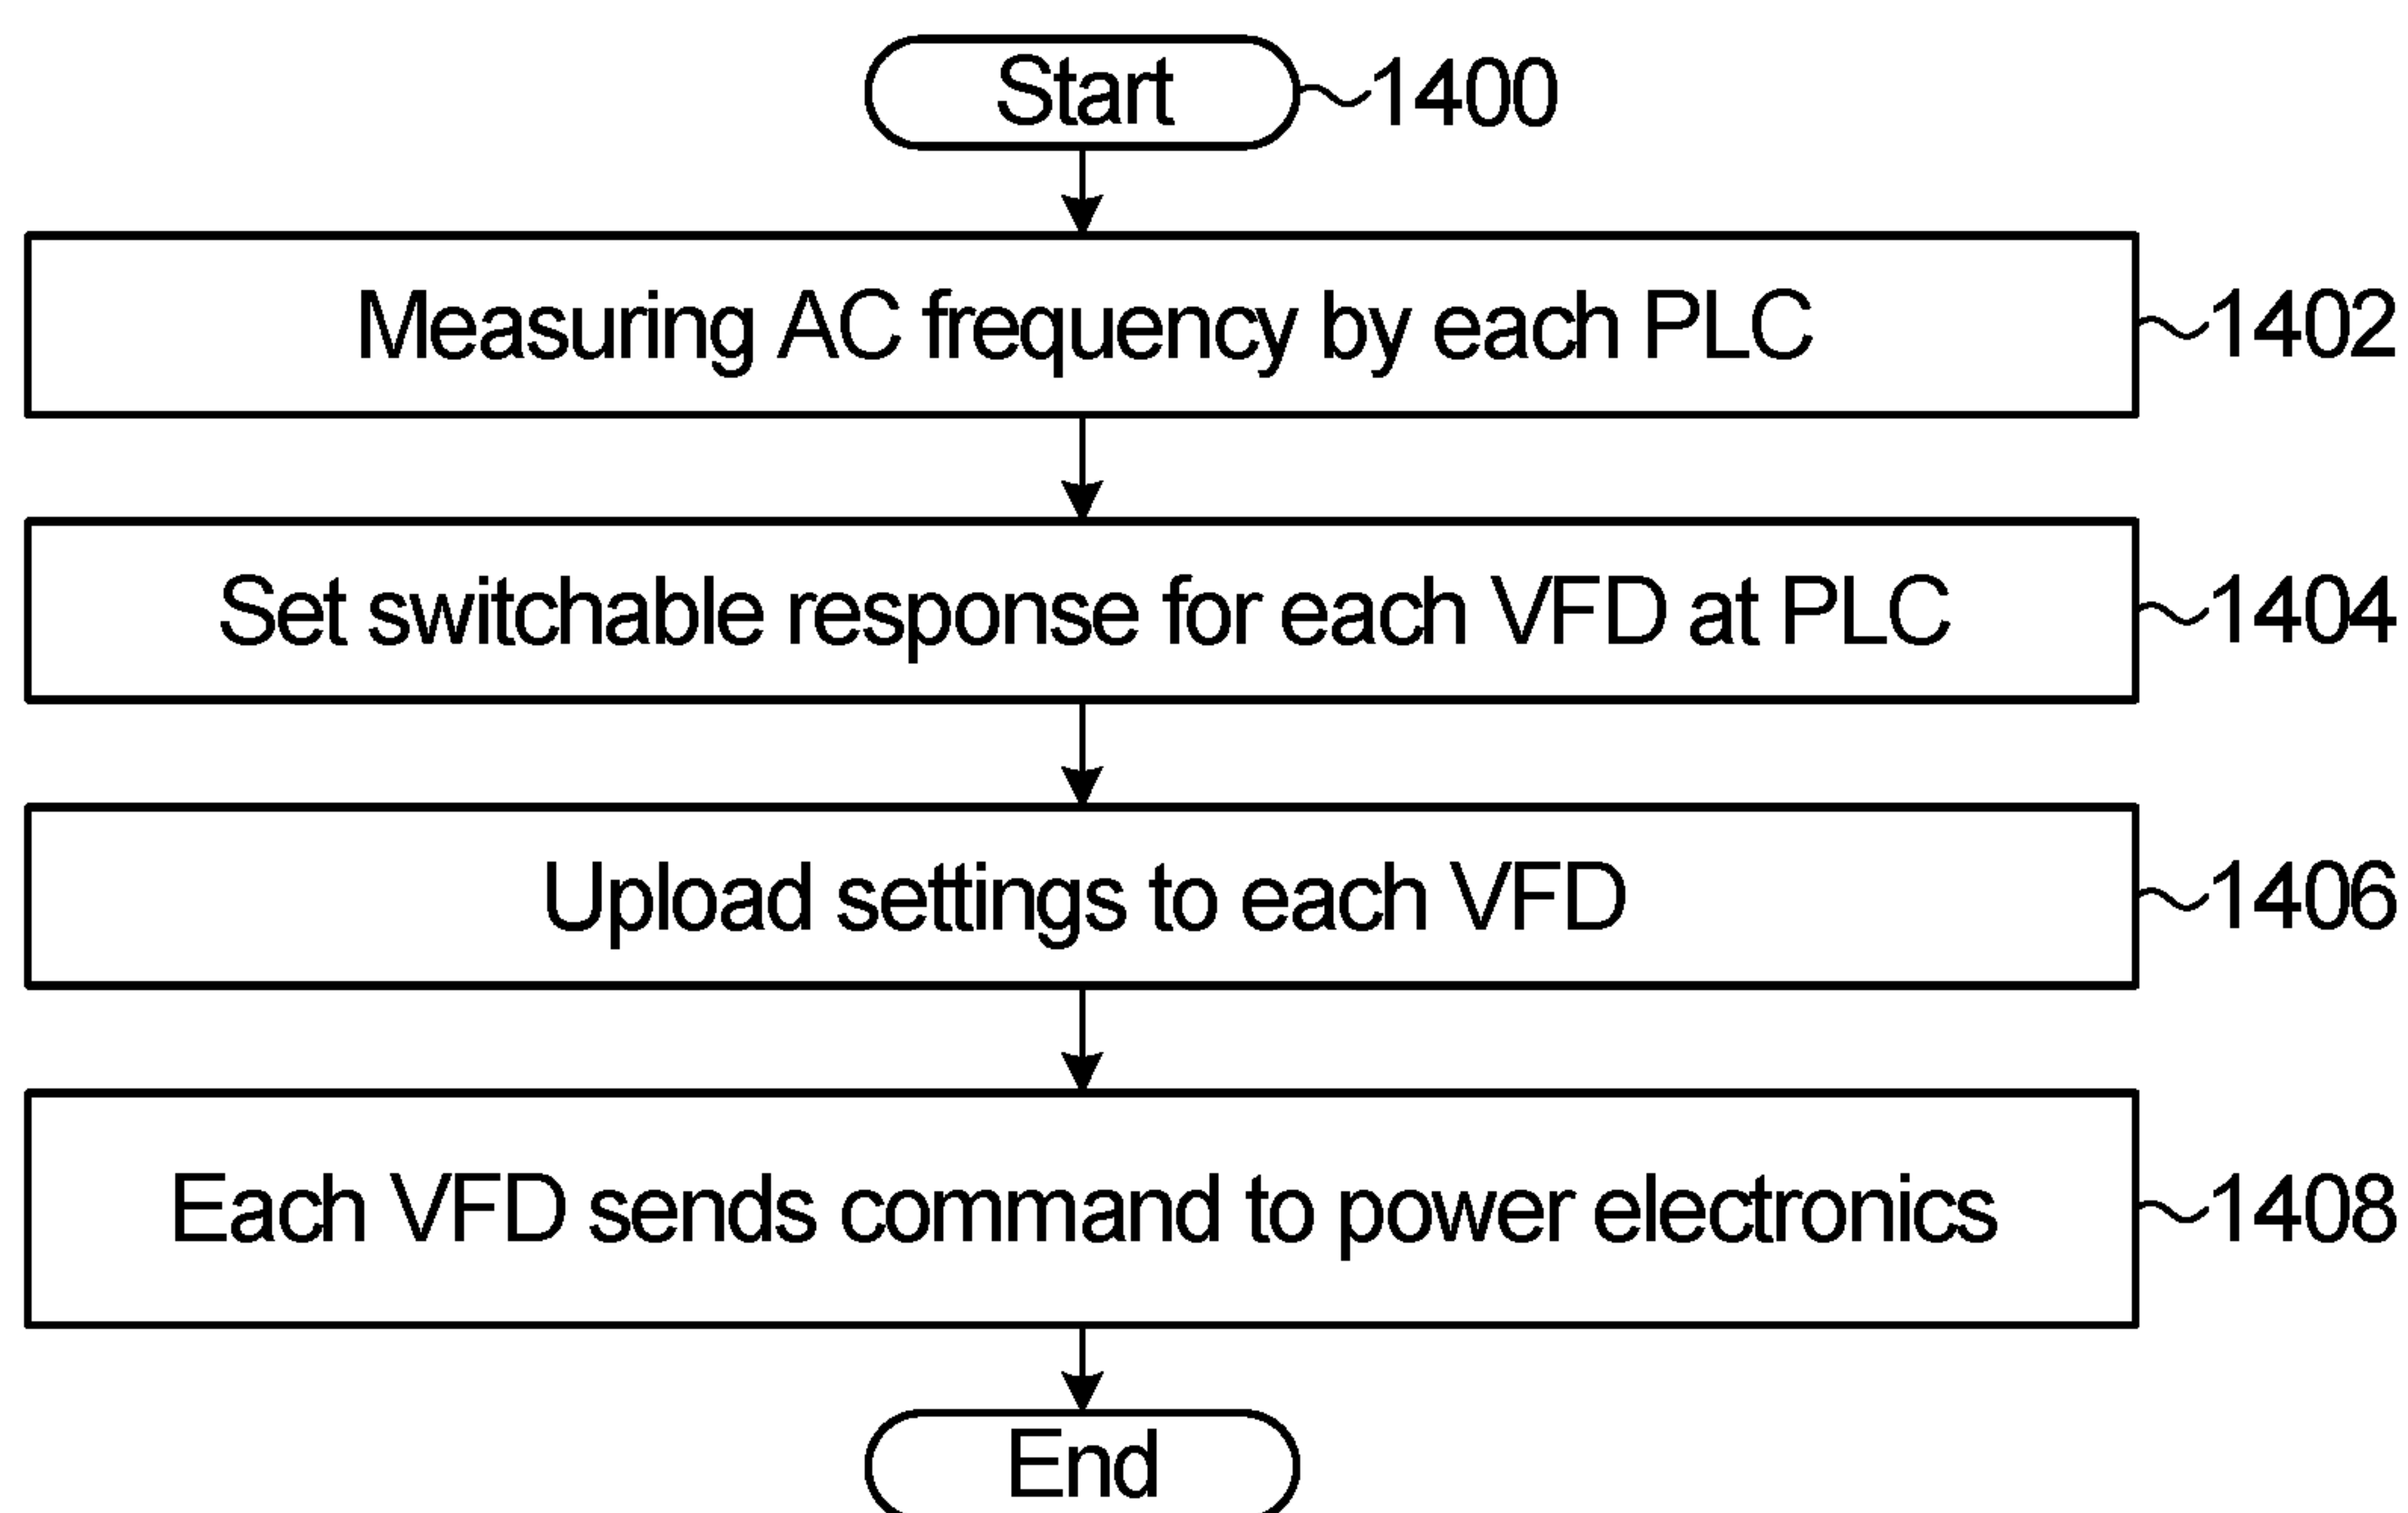 Start 1400
Measuring AC frequency by each PLC 1402
Set switchable response for each VFD at PLC 1404
Upload settings to each VFD 1406
Each VFD sends command to power electronics 1408
End